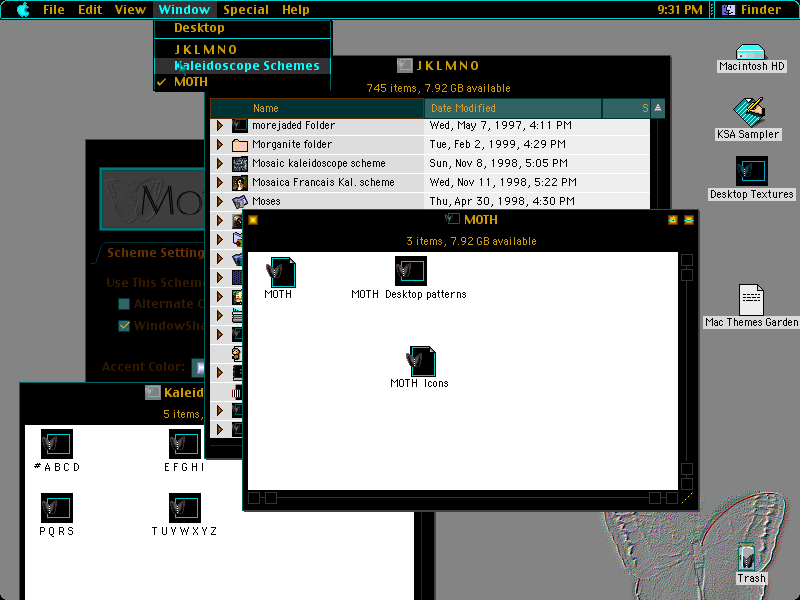 File Edit View Window Special Help 9:31 PM Finder
Desktop
J K L M N O
Kaleidoscope Schemes
MOTH
J K L M N O
745 items, 7.92 GB available
Name Date Modified S
morejaded Folder Wed, May 7, 1997, 4:11 PM
Morganite folder Tue, Feb 2, 1999, 4:29 PM
Mosaic kaleidoscope scheme Sun, Nov 8, 1998, 5:05 PM
Mosaica Francais Kal. scheme Wed, Nov 11, 1998, 5:22 PM
Moses Thu, Apr 30, 1998, 4:30 PM
Macintosh HD
KSA Sampler
Desktop Textures
Mac Themes Garden
Trash
MOTH
3 items, 7.92 GB available
MOTH
MOTH Desktop patterns
MOTH Icons
Mo
Scheme Setting
Use This Scheme
Alternate
WindowSha
Accent Color:
Kaleid
5 items,
#ABCD
EFGHI
PQRS
TUVWXYZ